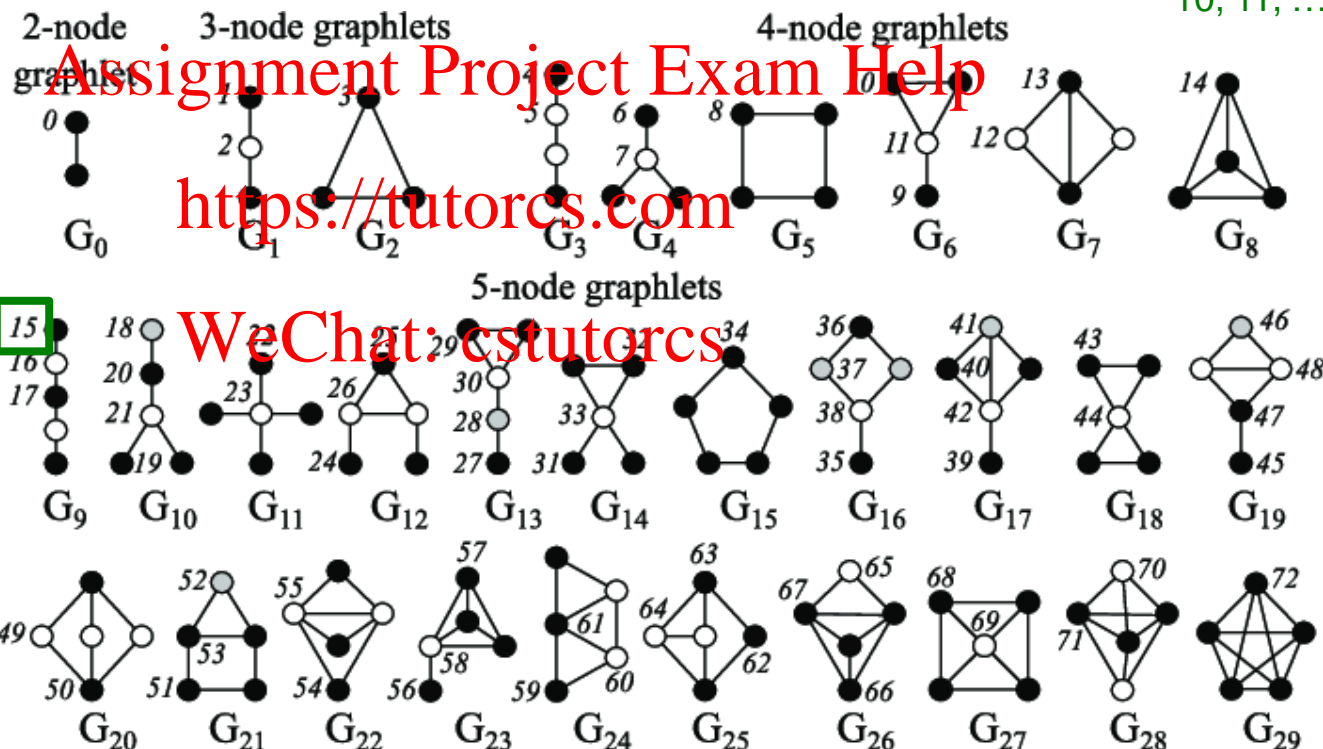 10, 11, ...
2-node 3-node graphlets 4-node graphlets
graphlet
Assignment Project Exam Help
0 1 2 3 4 5 6 7 8 0 11 9 12 13 14
https://tutorcs.com
G0 G1 G2 G3 G4 G5 G6 G7 G8
5-node graphlets
WeChat: cstutorcs
15 16 17 18 20 21 19 22 23 25 26 24 29 30 28 27 32 33 31 34 36 37 38 35 41 40 42 39 43 44 46 48 47 45
G9 G10 G11 G12 G13 G14 G15 G16 G17 G18 G19
49 50 52 53 51 55 54 57 58 56 61 60 59 63 64 62 65 67 66 68 69 70 71 72
G20 G21 G22 G23 G24 G25 G26 G27 G28 G29